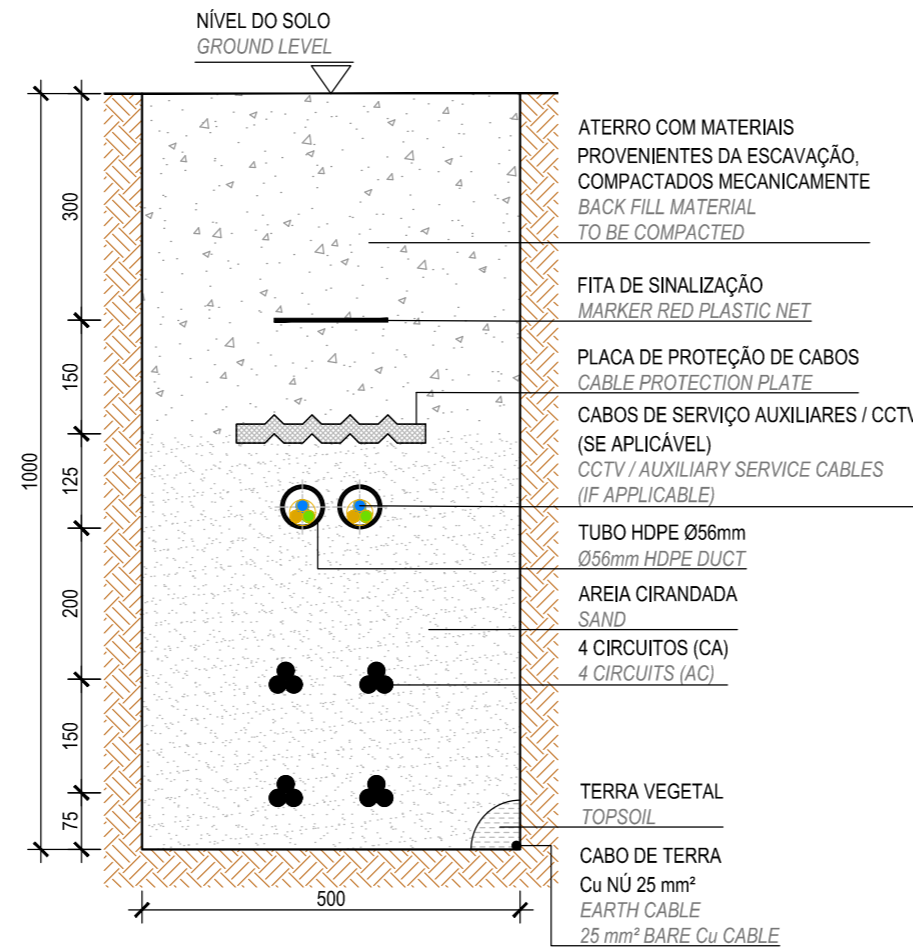 NÍVEL DO SOLO
GROUND LEVEL
ATERRO COM MATERIAIS
PROVENIENTES DA ESCAVAÇÃO,
COMPACTADOS MECANICAMENTE
BACK FILL MATERIAL
TO BE COMPACTED
FITA DE SINALIZAÇÃO
MARKER RED PLASTIC NET
PLACA DE PROTEÇÃO DE CABOS
CABLE PROTECTION PLATE
CABOS DE SERVIÇO AUXILIARES / CCTV
(SE APLICÁVEL)
CCTV / AUXILIARY SERVICE CABLES
(IF APPLICABLE)
TUBO HDPE Ø56mm
Ø56mm HDPE DUCT
AREIA CIRANDADA
SAND
4 CIRCUITOS (CA)
4 CIRCUITS (AC)
TERRA VEGETAL
TOPSOIL
CABO DE TERRA
Cu NÚ 25 mm²
EARTH CABLE
25 mm² BARE Cu CABLE
1000
300
150
125
200
150
75
500